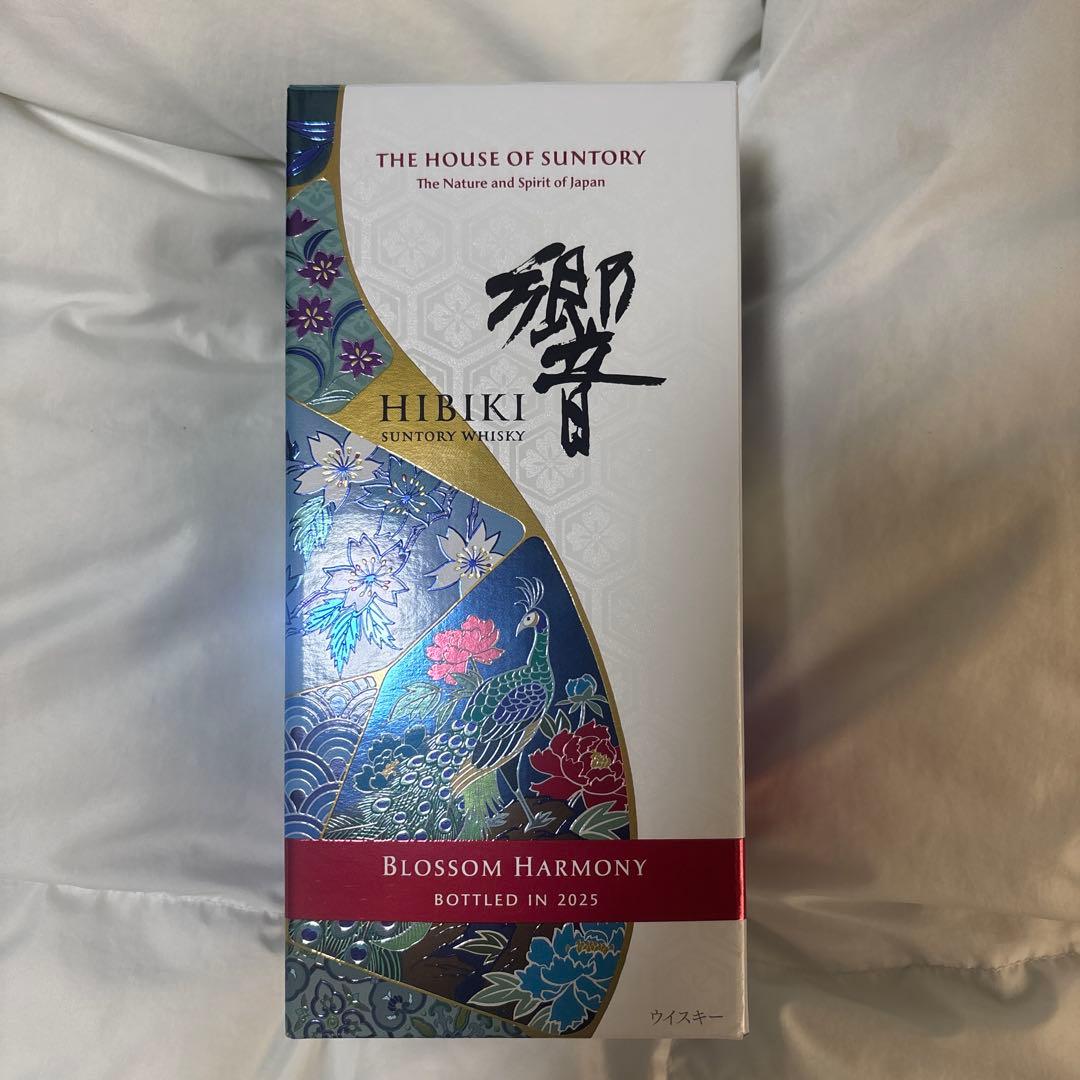 THE HOUSE OF SUNTORY
The Nature and Spirit of Japan
響
HIBIKI
SUNTORY WHISKY
BLOSSOM HARMONY
BOTTLED IN 2025
ウイスキー